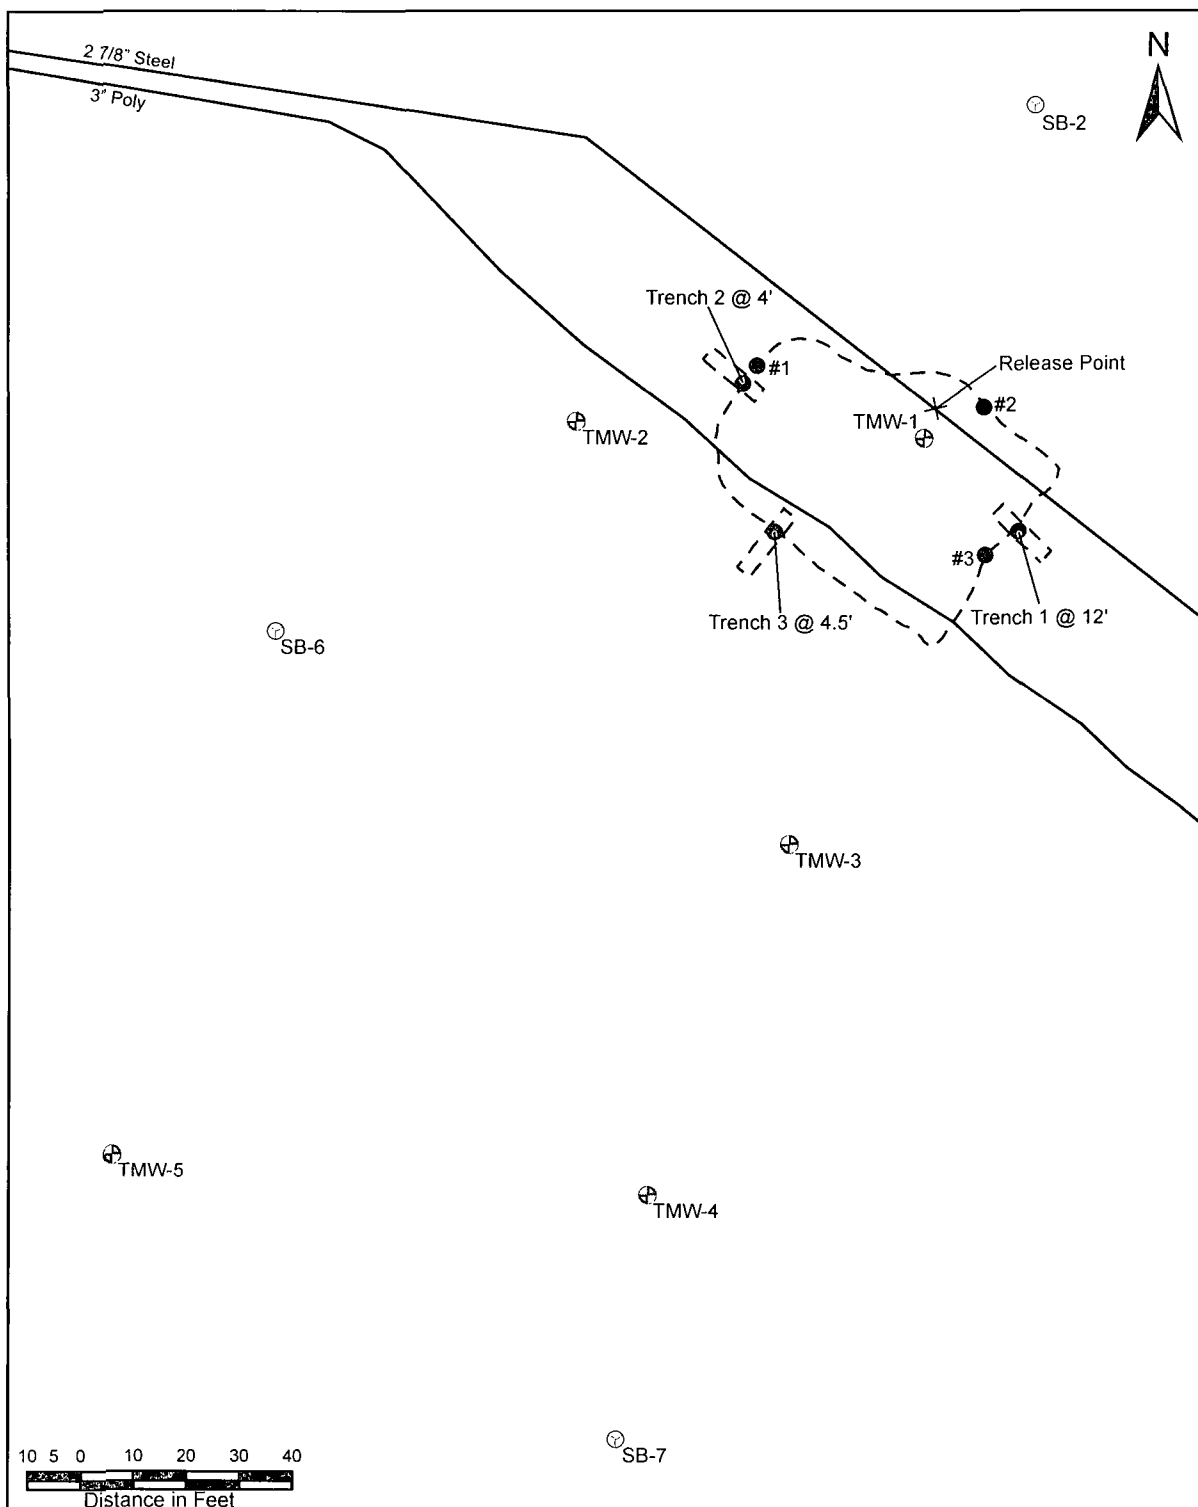 2 7/8" Steel
3" Poly
N
SB-2
Trench 2 @ 4'
#1
Release Point
#2
TMW-1
TMW-2
#3
Trench 3 @ 4.5'
Trench 1 @ 12'
SB-6
TMW-3
TMW-5
TMW-4
SB-7
10 5 0 10 20 30 40
Distance in Feet